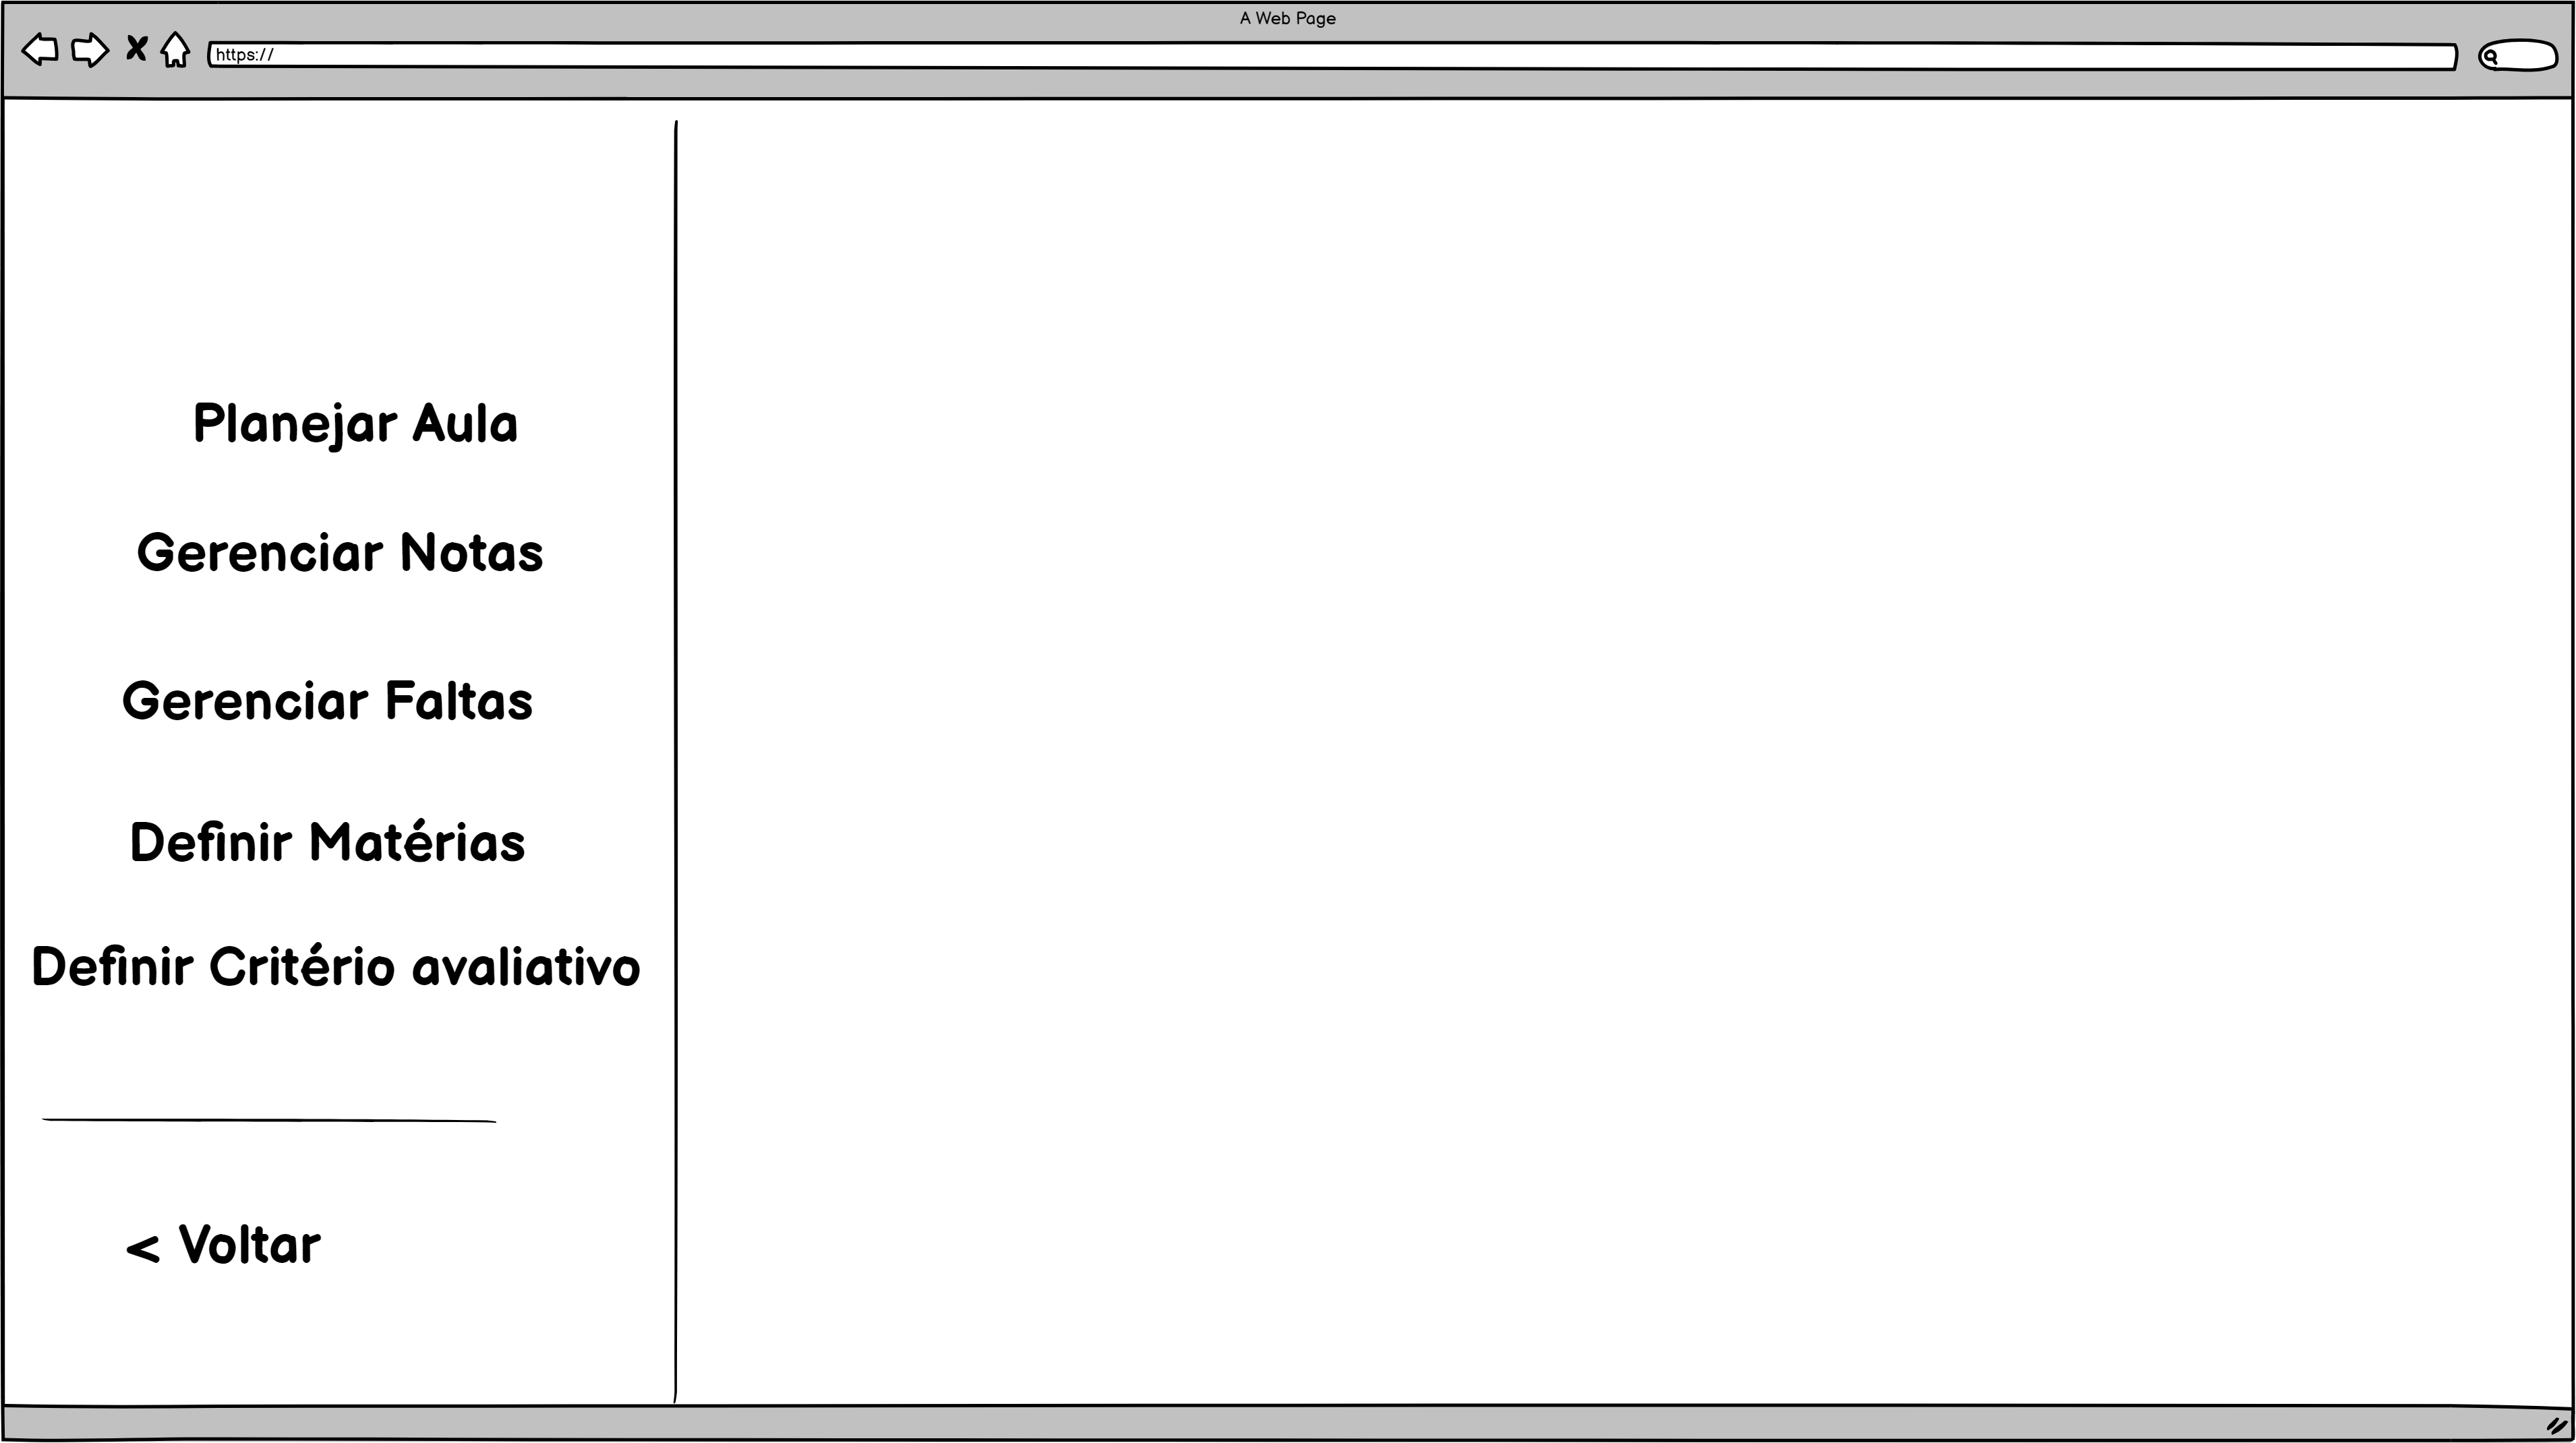 A Web Page
https://
Planejar Aula
Gerenciar Notas
Gerenciar Faltas
Definir Matérias
Definir Critério avaliativo
< Voltar